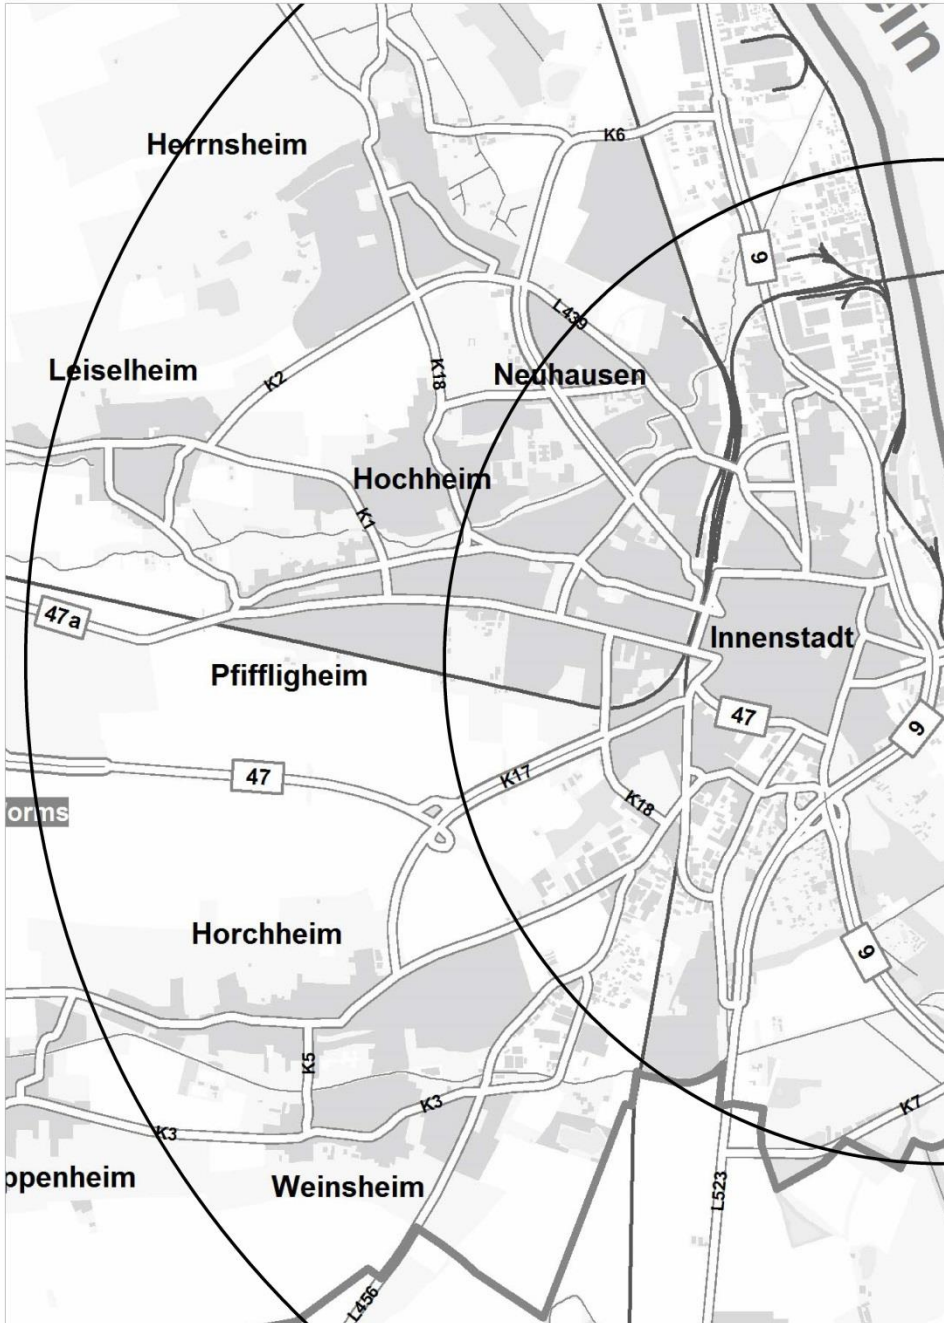 ein
Herrnsheim
K6
9
L439
Leiselheim
K2
K18
Neuhausen
Hochheim
K1
47a
Innenstadt
Pfiffligheim
47
9
47
K17
orms
K18
Horchheim
9
K5
K3
K7
K3
ppenheim
Weinsheim
L523
L456